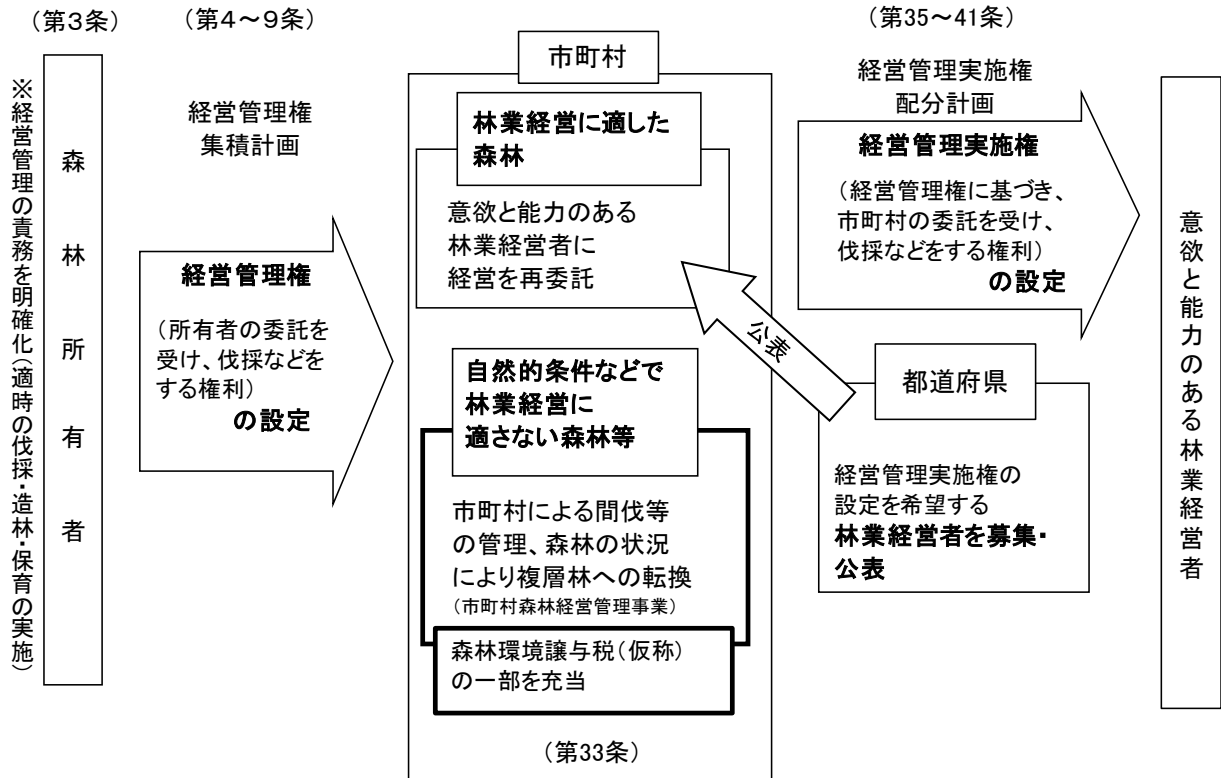 (第3条)
※経営管理の責務を明確化(適時の伐採・造林・保育の実施)
森林所有者
(第4~9条)
経営管理権
集積計画
経営管理権
(所有者の委託を
受け、伐採などを
する権利)
の設定
市町村
林業経営に適した
森林
意欲と能力のある
林業経営者に
経営を再委託
自然的条件などで
林業経営に
適さない森林等
市町村による間伐等
の管理、森林の状況
により複層林への転換
(市町村森林経営管理事業)
森林環境譲与税(仮称)
の一部を充当
(第33条)
公表
(第35~41条)
経営管理実施権
配分計画
経営管理実施権
(経営管理権に基づき、
市町村の委託を受け、
伐採などをする権利)
の設定
都道府県
経営管理実施権の
設定を希望する
林業経営者を募集・
公表
意欲と能力のある林業経営者